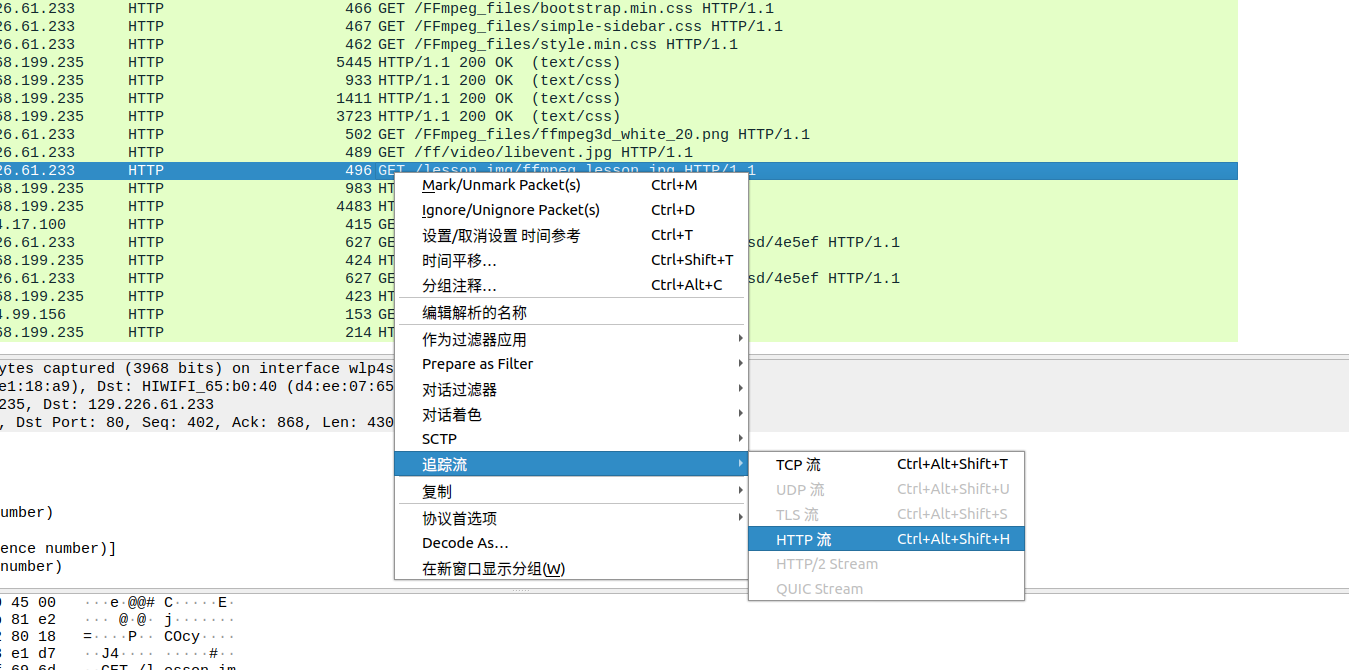 26.61.233 HTTP 466 GET /FFmpeg_files/bootstrap.min.css HTTP/1.1
26.61.233 HTTP 467 GET /FFmpeg_files/simple-sidebar.css HTTP/1.1
26.61.233 HTTP 462 GET /FFmpeg_files/style.min.css HTTP/1.1
68.199.235 HTTP 5445 HTTP/1.1 200 OK (text/css)
68.199.235 HTTP 933 HTTP/1.1 200 OK (text/css)
68.199.235 HTTP 1411 HTTP/1.1 200 OK (text/css)
68.199.235 HTTP 3723 HTTP/1.1 200 OK (text/css)
26.61.233 HTTP 502 GET /FFmpeg_files/ffmpeg3d_white_20.png HTTP/1.1
26.61.233 HTTP 489 GET /ff/video/libevent.jpg HTTP/1.1
26.61.233 HTTP 496 GET /lesson_img/ffmpeg_lesson.jpg HTTP/1.1
68.199.235 HTTP 983 HT
68.199.235 HTTP 4483 HT
.17.100 HTTP 415 GE
26.61.233 HTTP 627 GE sd/4e5ef HTTP/1.1
68.199.235 HTTP 424 HT
26.61.233 HTTP 627 GE sd/4e5ef HTTP/1.1
68.199.235 HTTP 423 HT
.99.156 HTTP 153 GE
68.199.235 HTTP 214 HT
Mark/Unmark Packet(s) Ctrl+M
Ignore/Unignore Packet(s) Ctrl+D
设置/取消设置 时间参考 Ctrl+T
时间平移… Ctrl+Shift+T
分组注释… Ctrl+Alt+C
编辑解析的名称
作为过滤器应用
Prepare as Filter
对话过滤器
对话着色
SCTP
追踪流
复制
协议首选项
Decode As…
在新窗口显示分组(W)
TCP 流 Ctrl+Alt+Shift+T
UDP 流 Ctrl+Alt+Shift+U
TLS 流 Ctrl+Alt+Shift+S
HTTP 流 Ctrl+Alt+Shift+H
HTTP/2 Stream
QUIC Stream
ytes captured (3968 bits) on interface wlp4s
e1:18:a9), Dst: HIWIFI_65:b0:40 (d4:ee:07:65
235, Dst: 129.226.61.233
, Dst Port: 80, Seq: 402, Ack: 868, Len: 430
umber)
ence number)]
number)
45 00 ···e·@@# C·····E·
81 e2 ··· @·@· j·······
80 18 =····P·· COcy····
e1 d7 ··J4···· ·····#··
69 6d ··GET /l esson_im